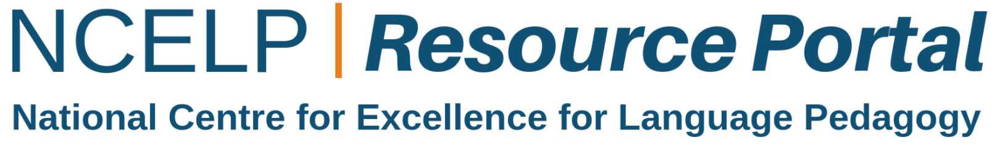 NCELP | Resource Portal
National Centre for Excellence for Language Pedagogy